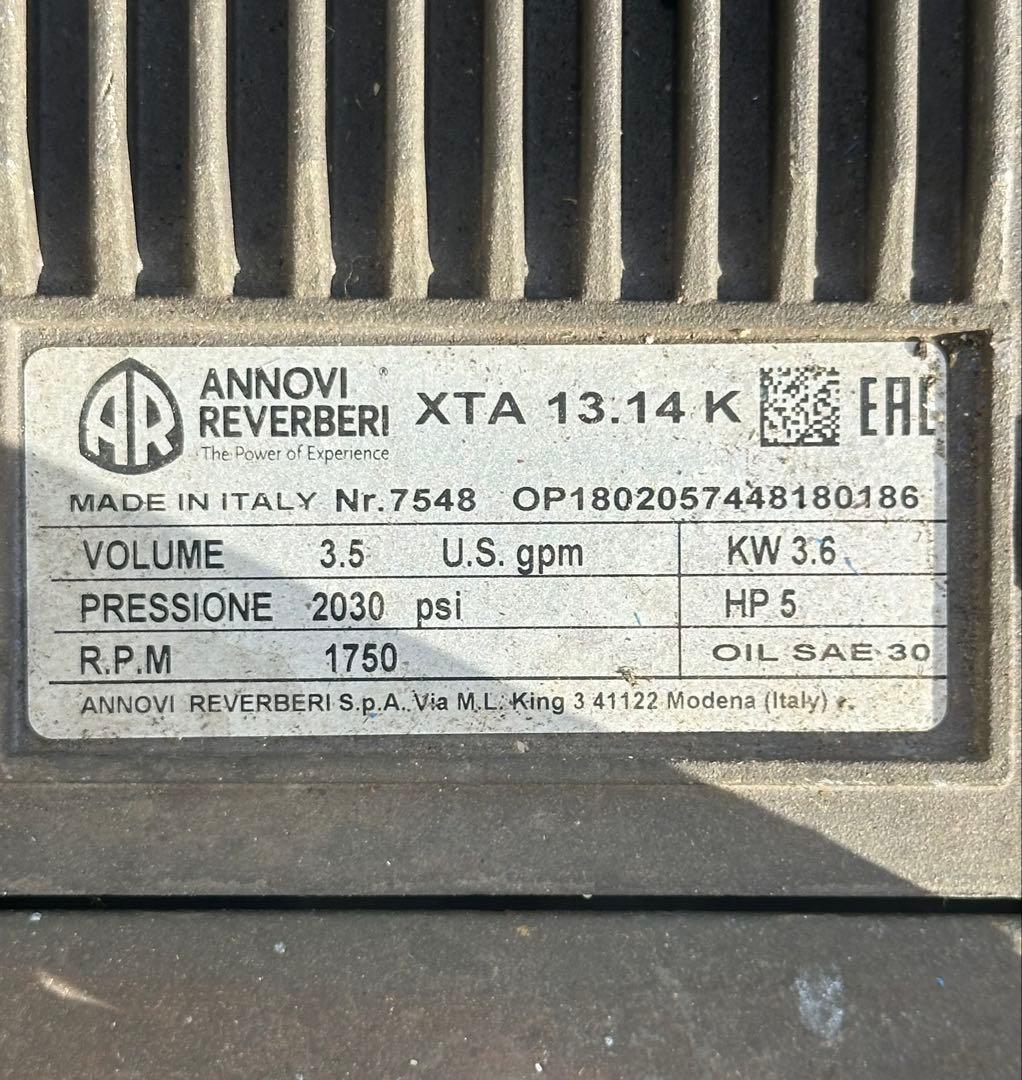 AR ANNOVI ® XTA 13.14 K EAC
REVERBERI
The Power of Experience
MADE IN ITALY Nr.7548 OP1802057448180186
VOLUME 3.5 U.S. gpm KW 3.6
PRESSIONE 2030 psi HP 5
R.P.M 1750 OIL SAE 30
ANNOVI REVERBERI S.p.A. Via M.L. King 3 41122 Modena (Italy)